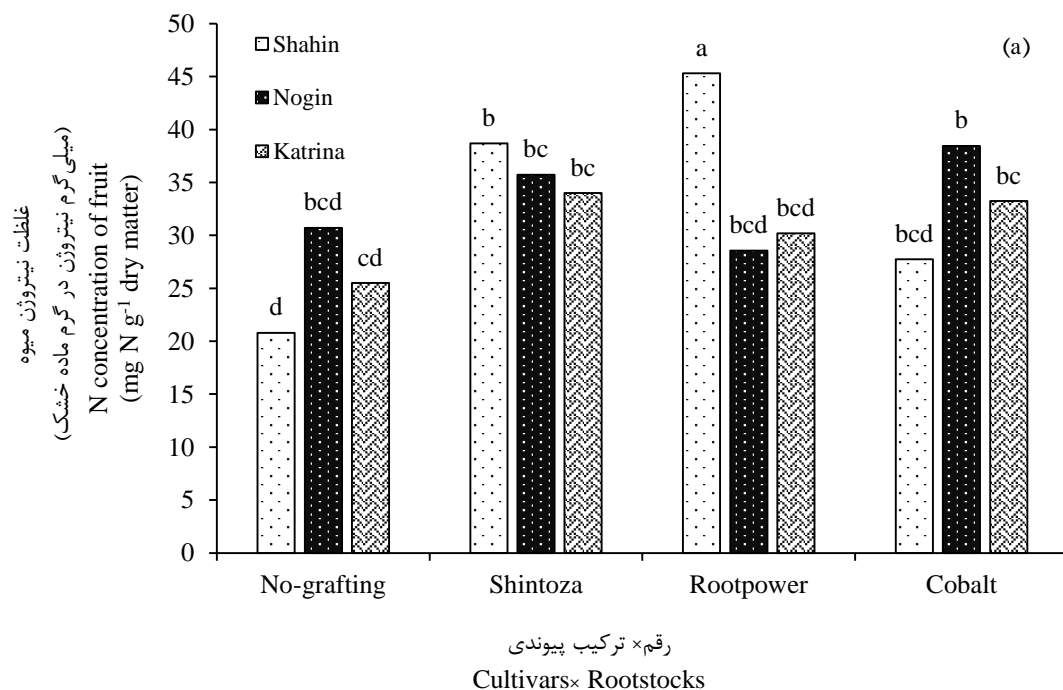 (a)
Shahin
Nogin
Katrina
غلظت نیتروژن میوه
(میلی‌گرم نیتروژن در گرم ماده خشک)
N concentration of fruit
(mg N g-1 dry matter)
50
45
40
35
30
25
20
15
10
5
0
d bcd cd
b bc bc
a bcd bcd
bcd b bc
No-grafting Shintoza Rootpower Cobalt
رقم× ترکیب پیوندی
Cultivars× Rootstocks